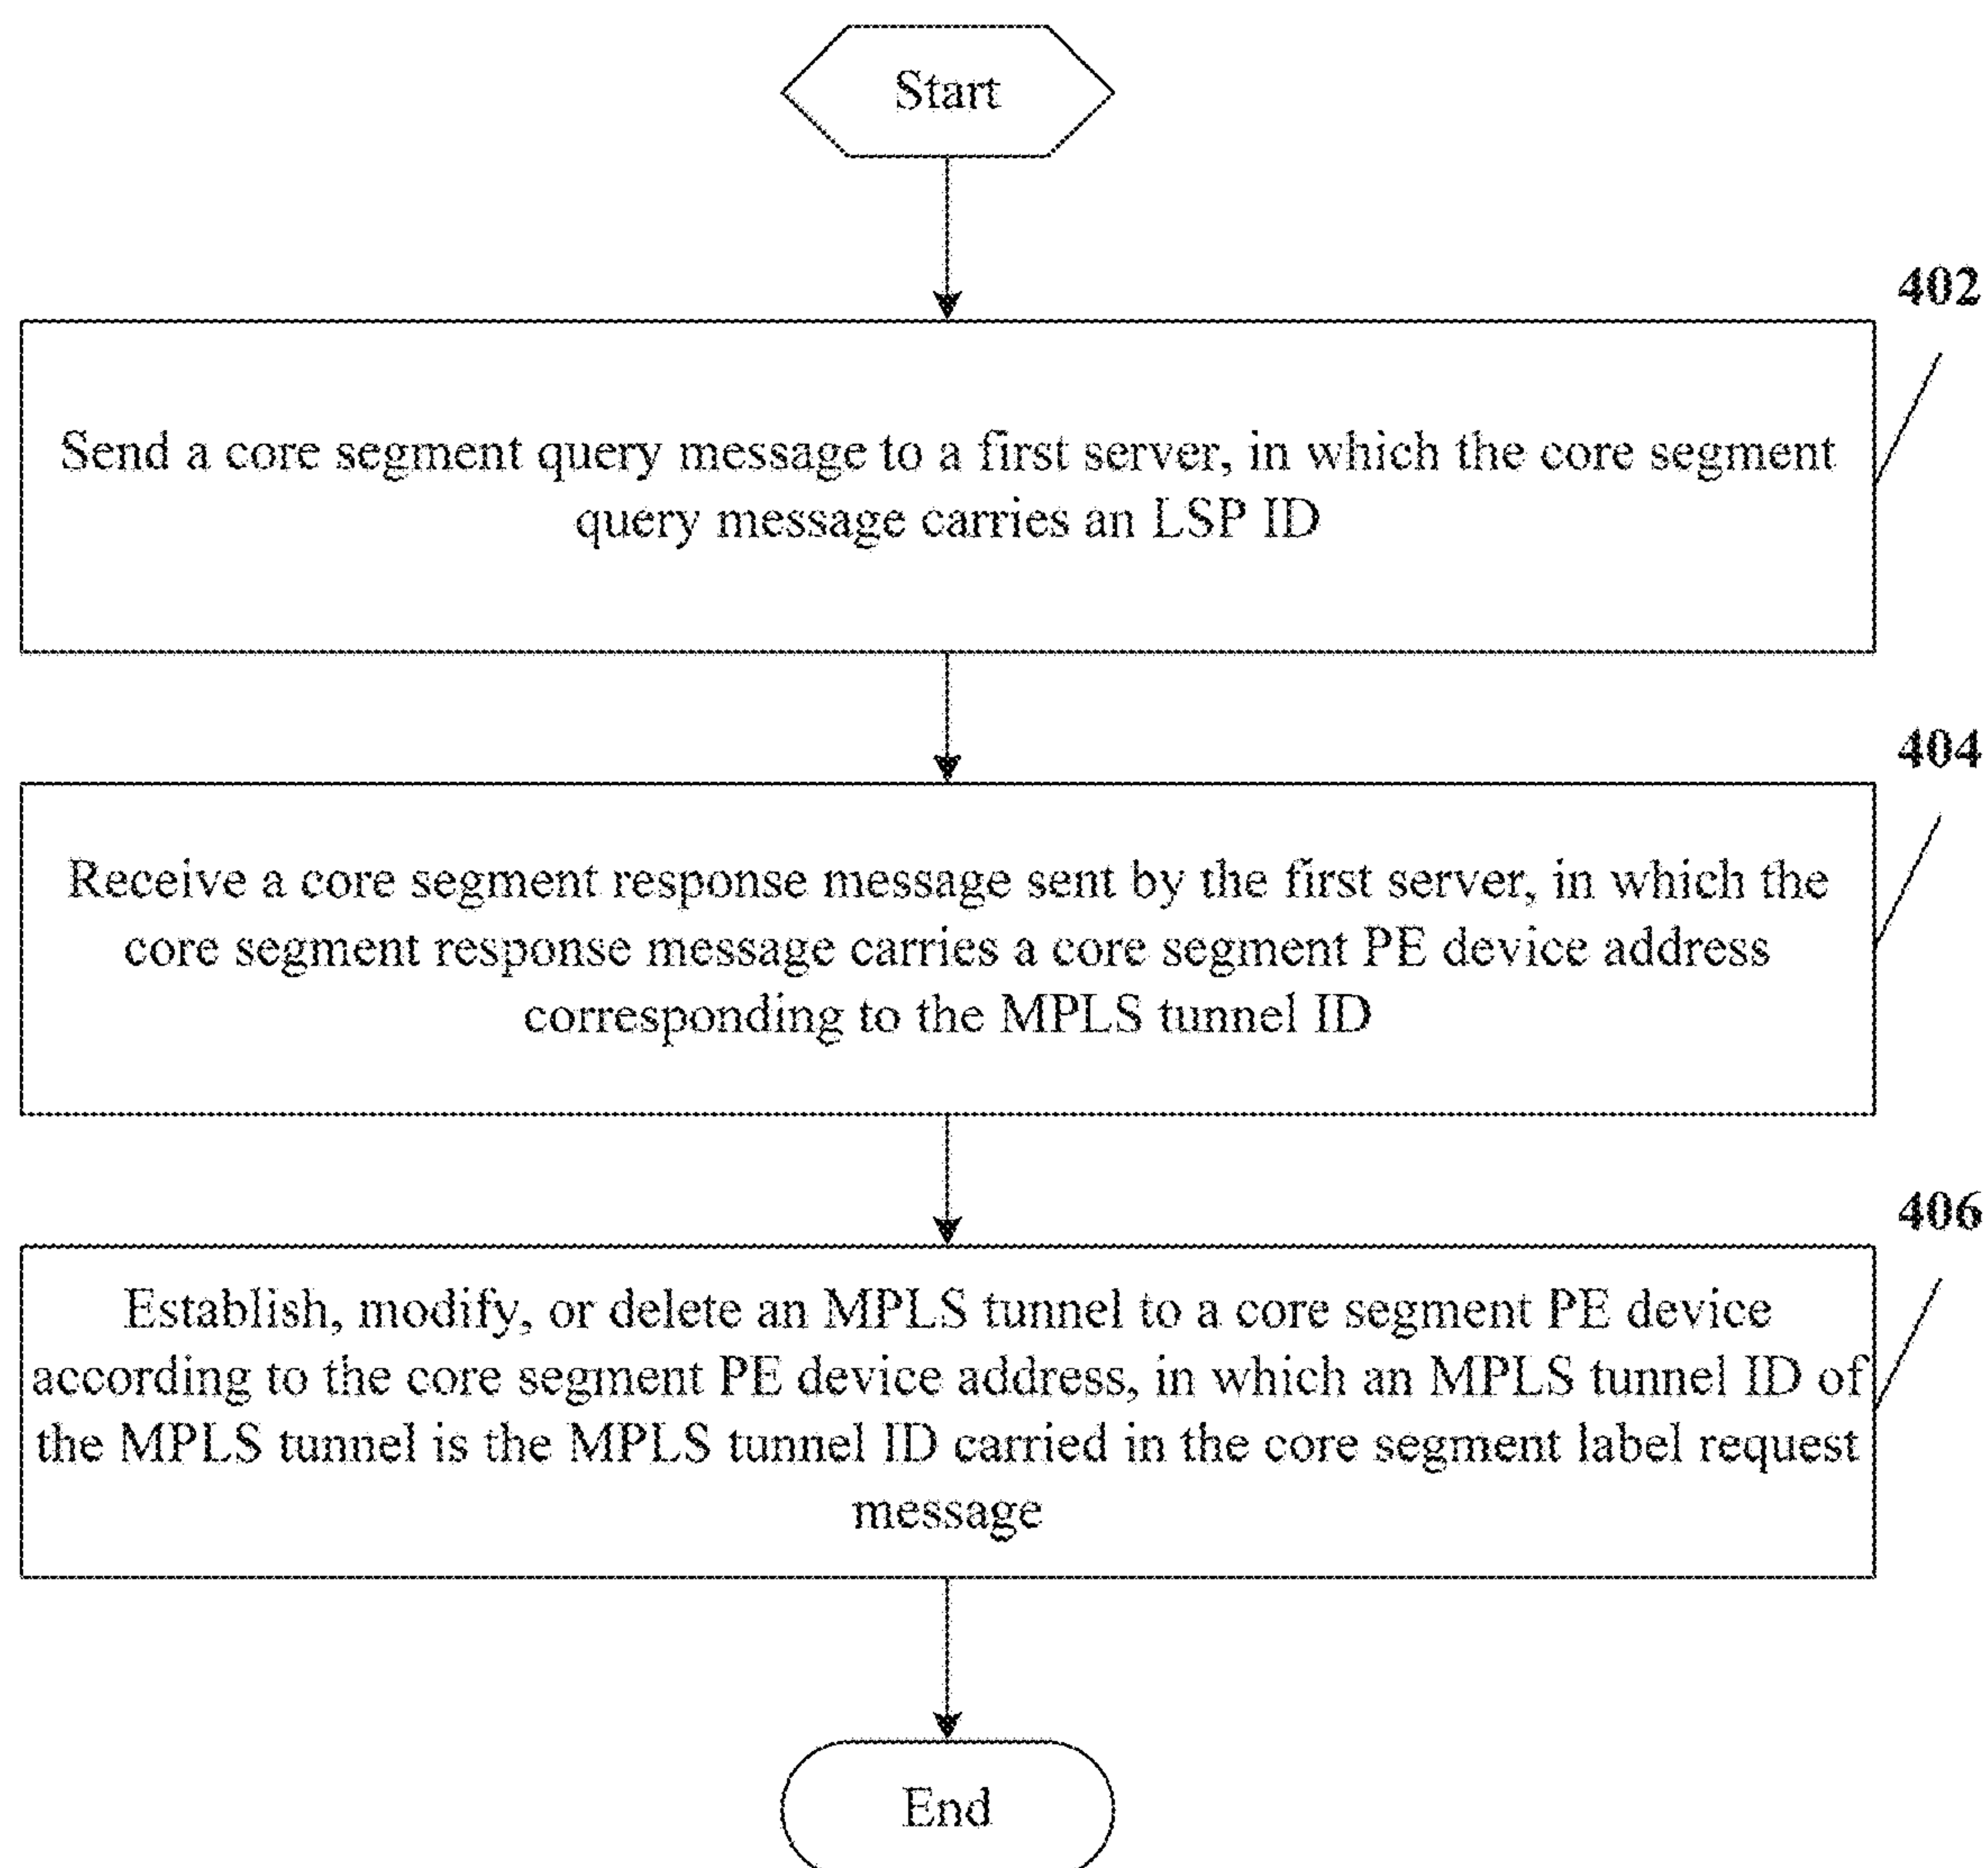 Start
402
Send a core segment query message to a first server, in which the core segment
query message carries an LSP ID
404
Receive a core segment response message sent by the first server, in which the
core segment response message carries a core segment PE device address
corresponding to the MPLS tunnel ID
406
Establish, modify, or delete an MPLS tunnel to a core segment PE device
according to the core segment PE device address, in which an MPLS tunnel ID of
the MPLS tunnel is the MPLS tunnel ID carried in the core segment label request
message
End